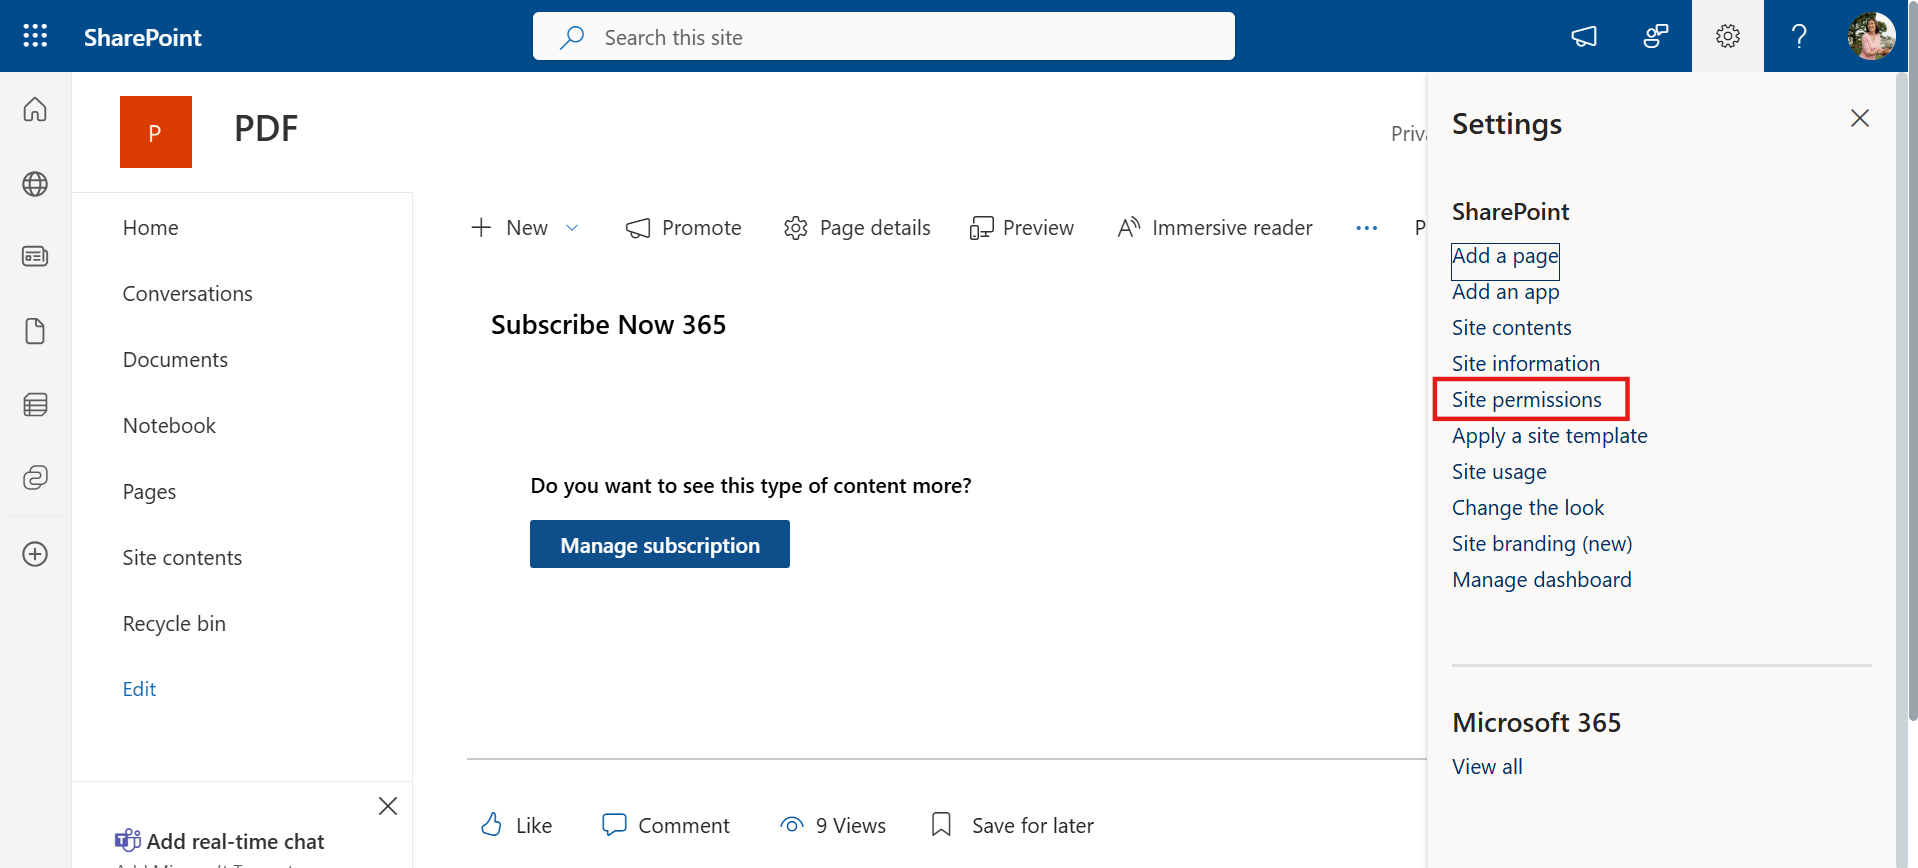 SharePoint
Search this site
P
PDF
Priva
Home
Conversations
Documents
Notebook
Pages
Site contents
Recycle bin
Edit
Add real-time chat
New
Promote
Page details
Preview
Immersive reader
P
Subscribe Now 365
Do you want to see this type of content more?
Manage subscription
Like
Comment
9 Views
Save for later
Settings
SharePoint
Add a page
Add an app
Site contents
Site information
Site permissions
Apply a site template
Site usage
Change the look
Site branding (new)
Manage dashboard
Microsoft 365
View all